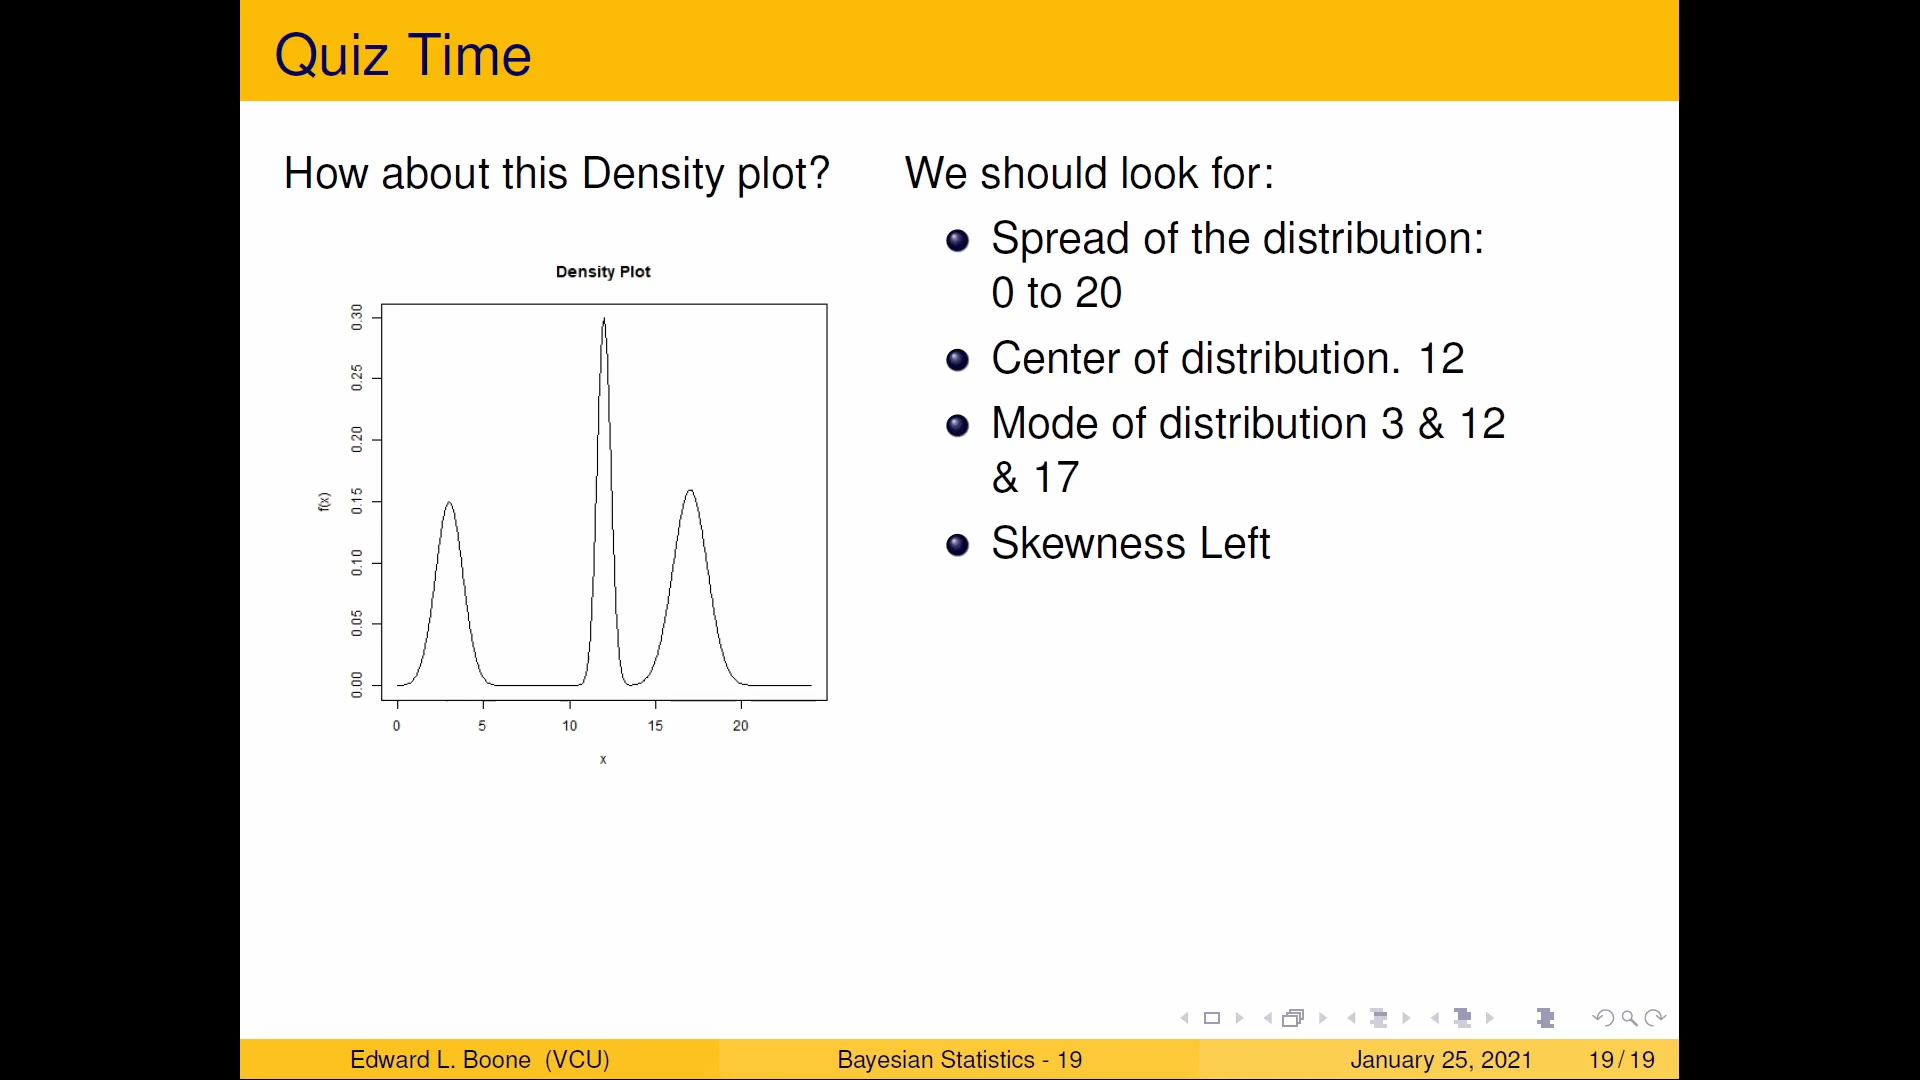 Quiz Time
How about this Density plot?
Density Plot
0.30
0.25
0.20
0.15
0.10
0.05
0.00
f(x)
0 5 10 15 20
x
We should look for:
Spread of the distribution:
0 to 20
Center of distribution. 12
Mode of distribution 3 & 12
& 17
Skewness Left
Edward L. Boone (VCU)
Bayesian Statistics - 19
January 25, 2021
19/19